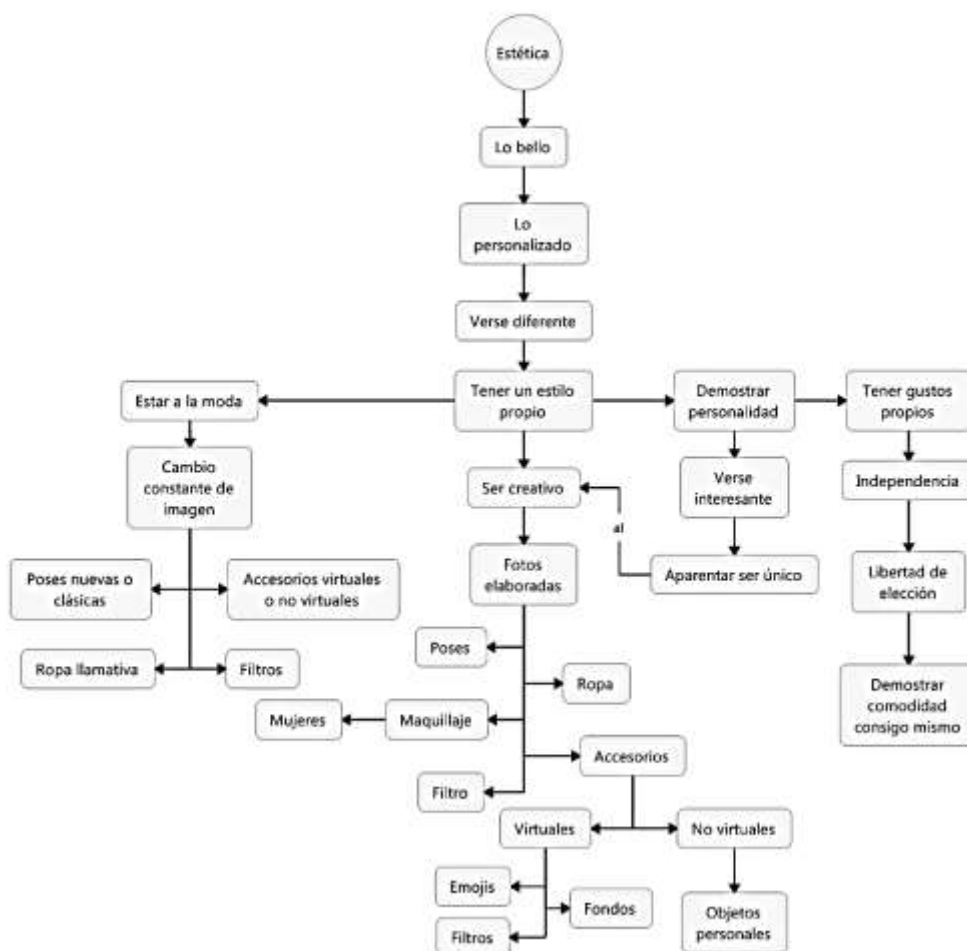 Estética
Lo bello
Lo
personalizado
Verse diferente
Estar a la moda
Tener un estilo
propio
Demostrar
personalidad
Tener gustos
propios
Cambio
constante de
imagen
Ser creativo
Verse
interesante
Independencia
al
Poses nuevas o
clásicas
Accesorios virtuales
o no virtuales
Fotos
elaboradas
Aparentar ser único
Libertad de
elección
Poses
Ropa llamativa
Filtros
Ropa
Mujeres
Maquillaje
Demostrar
comodidad
consigo mismo
Accesorios
Filtro
Virtuales
No virtuales
Emojis
Fondos
Objetos
personales
Filtros